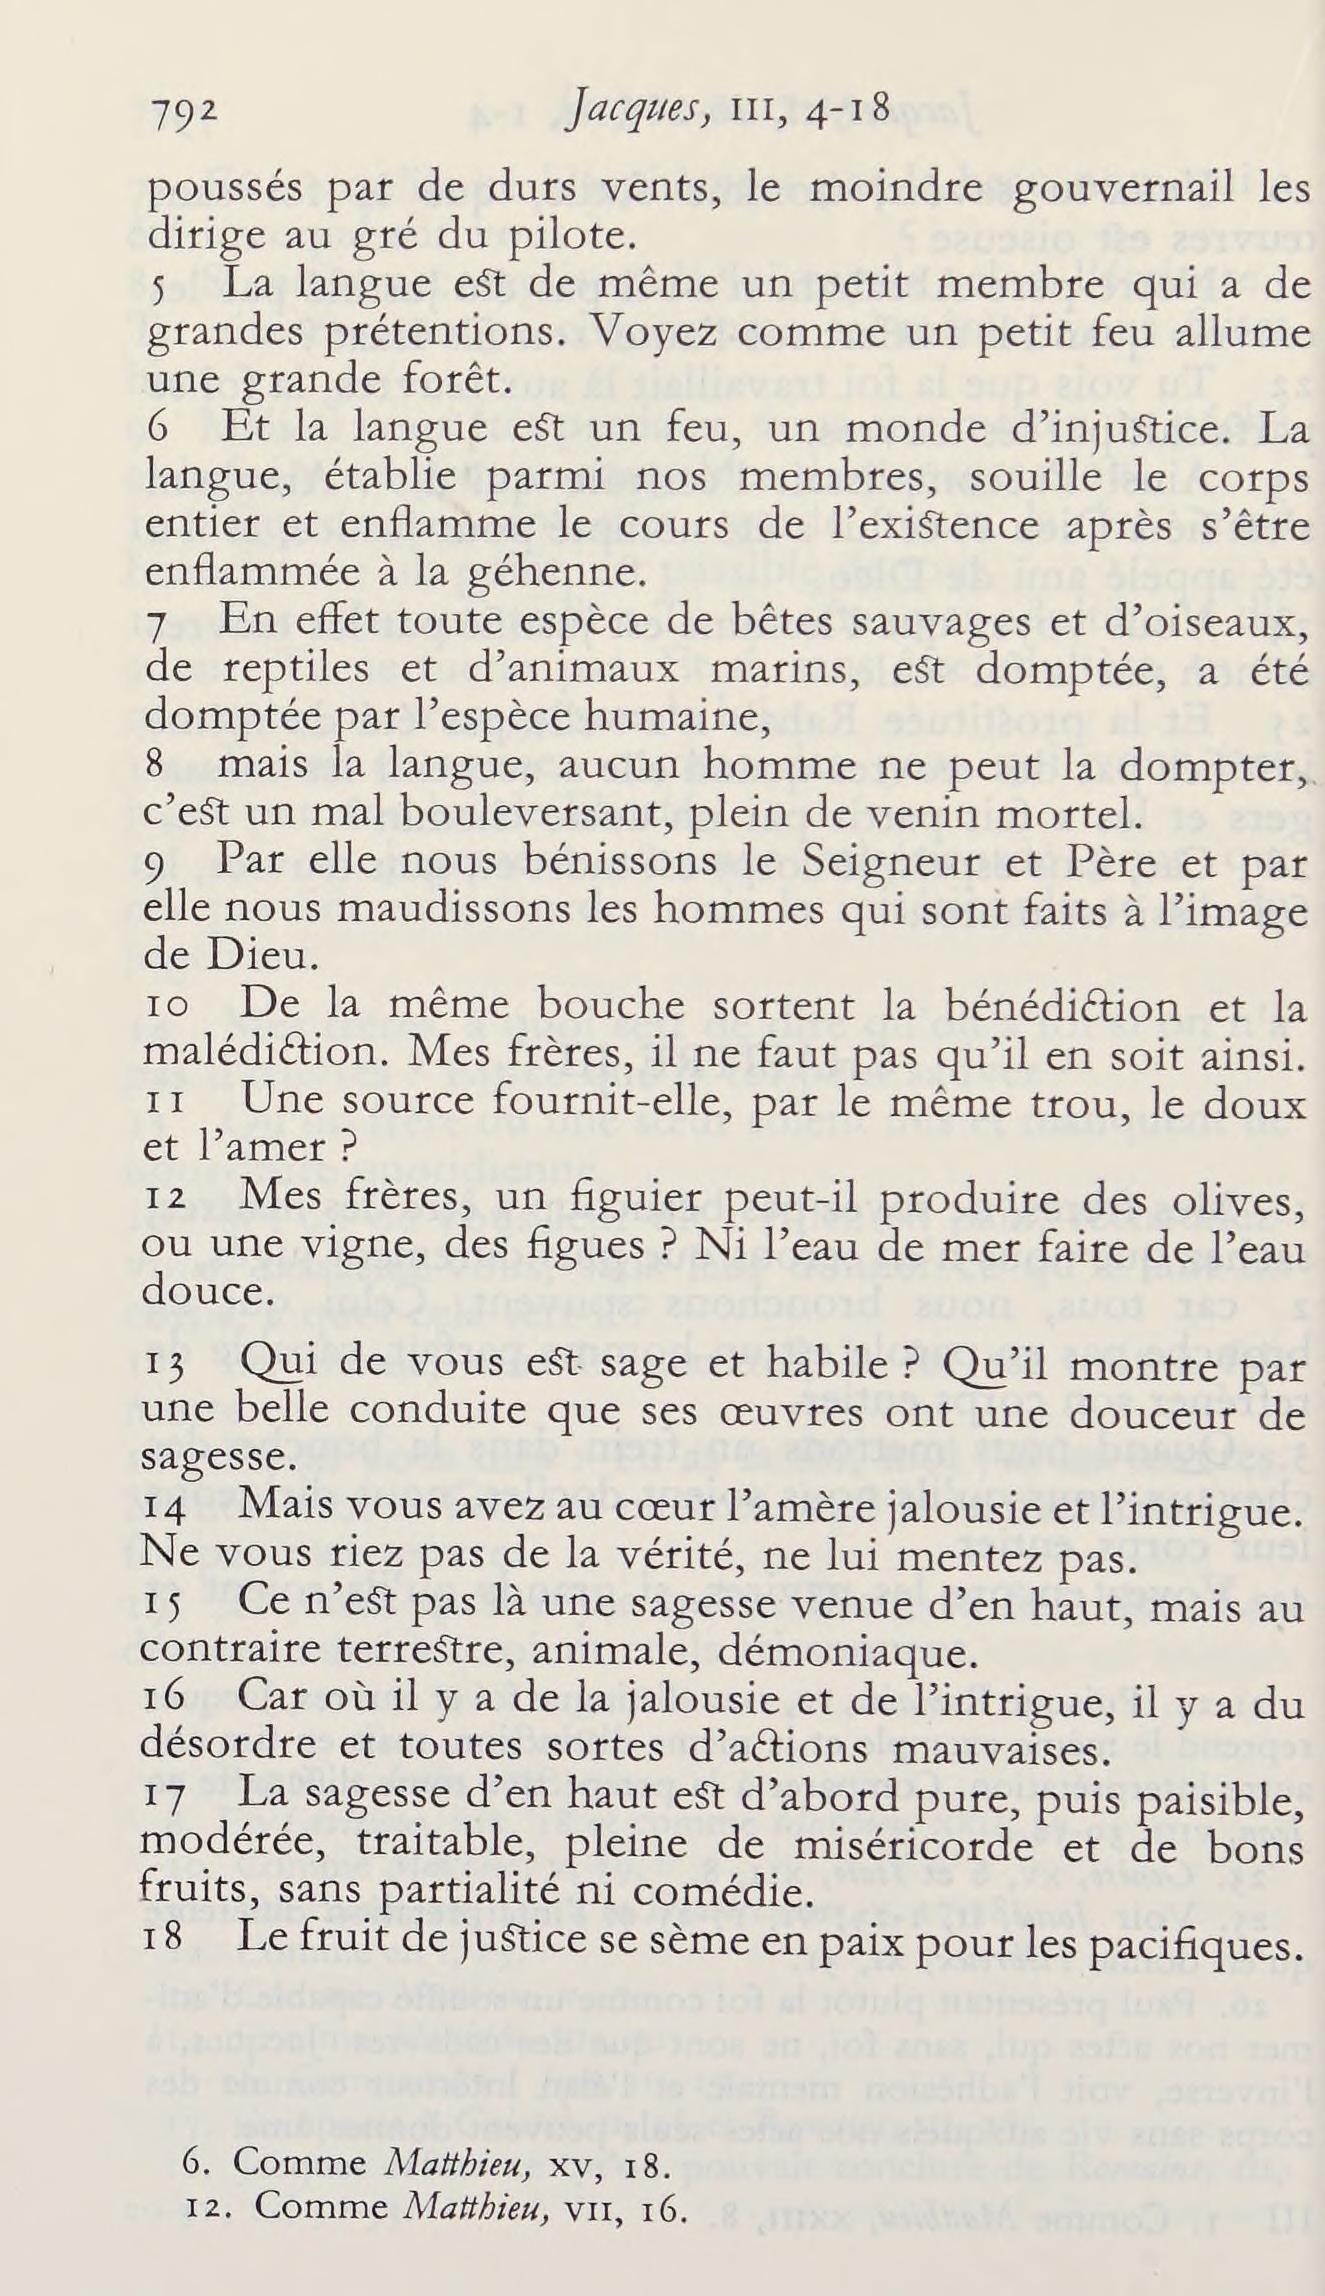 792 Jacques, III, 4-18
poussés par de durs vents, le moindre gouvernail les
dirige au gré du pilote.
5 La langue est de même un petit membre qui a de
grandes prétentions. Voyez comme un petit feu allume
une grande forêt.
6 Et la langue est un feu, un monde d'injustice. La
langue, établie parmi nos membres, souille le corps
entier et enflamme le cours de l'existence après s'être
enflammée à la géhenne.
7 En effet toute espèce de bêtes sauvages et d'oiseaux,
de reptiles et d'animaux marins, est domptée, a été
domptée par l'espèce humaine,
8 mais la langue, aucun homme ne peut la dompter,
c'est un mal bouleversant, plein de venin mortel.
9 Par elle nous bénissons le Seigneur et Père et par
elle nous maudissons les hommes qui sont faits à l'image
de Dieu.
10 De la même bouche sortent la bénédiction et la
malédiction. Mes frères, il ne faut pas qu'il en soit ainsi.
11 Une source fournit-elle, par le même trou, le doux
et l'amer ?
12 Mes frères, un figuier peut-il produire des olives,
ou une vigne, des figues ? Ni l'eau de mer faire de l'eau
douce.
13 Qui de vous est sage et habile ? Qu'il montre par
une belle conduite que ses œuvres ont une douceur de
sagesse.
14 Mais vous avez au cœur l'amère jalousie et l'intrigue.
Ne vous riez pas de la vérité, ne lui mentez pas.
15 Ce n'est pas là une sagesse venue d'en haut, mais au
contraire terrestre, animale, démoniaque.
16 Car où il y a de la jalousie et de l'intrigue, il y a du
désordre et toutes sortes d'actions mauvaises.
17 La sagesse d'en haut est d'abord pure, puis paisible,
modérée, traitable, pleine de miséricorde et de bons
fruits, sans partialité ni comédie.
18 Le fruit de justice se sème en paix pour les pacifiques.
6. Comme Matthieu, XV, 18.
12. Comme Matthieu, VII, 16.